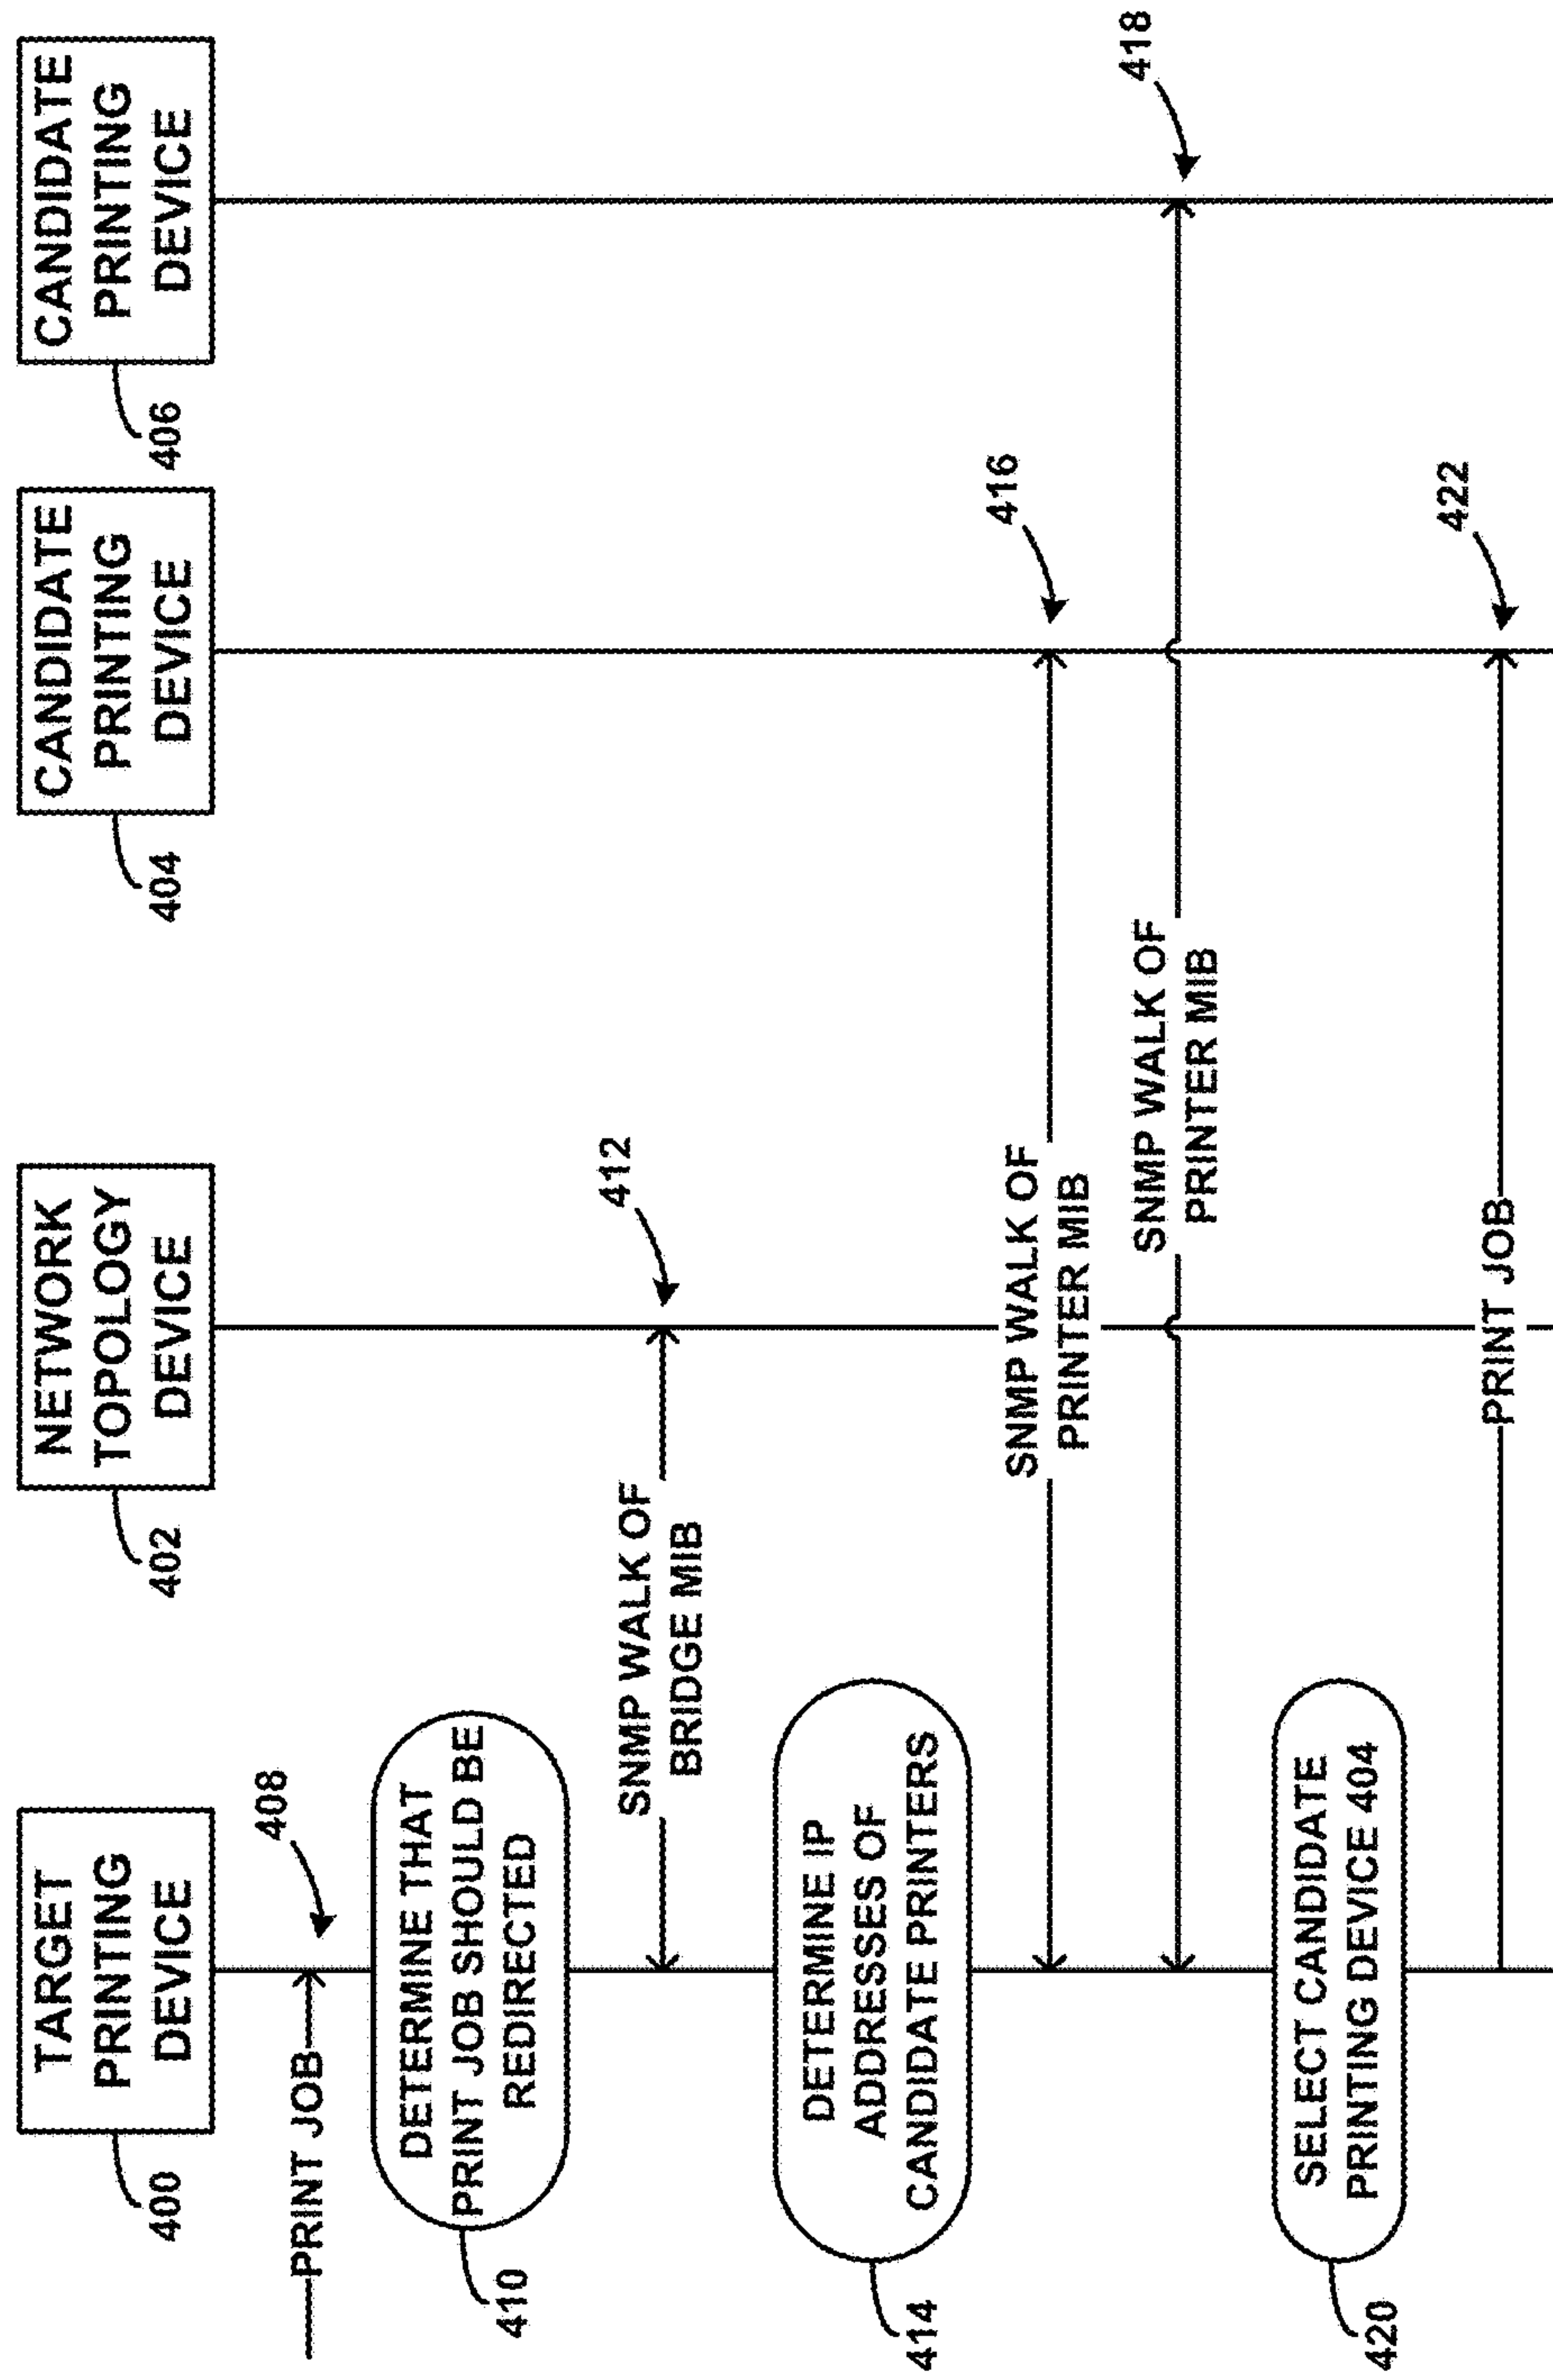 TARGET
PRINTING
DEVICE
400
NETWORK
TOPOLOGY
DEVICE
402
CANDIDATE
PRINTING
DEVICE
404
CANDIDATE
PRINTING
DEVICE
406
PRINT JOB
408
DETERMINE THAT
PRINT JOB SHOULD BE
REDIRECTED
410
SNMP WALK OF
BRIDGE MIB
412
DETERMINE IP
ADDRESSES OF
CANDIDATE PRINTERS
414
SNMP WALK OF
PRINTER MIB
416
SNMP WALK OF
PRINTER MIB
418
SELECT CANDIDATE
PRINTING DEVICE 404
420
PRINT JOB
422